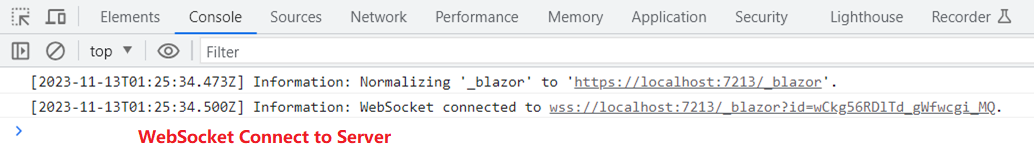 Elements Console Sources Network Performance Memory Application Security Lighthouse Recorder
top Filter
[2023-11-13T01:25:34.473Z] Information: Normalizing '_blazor' to 'https://localhost:7213/_blazor'.
[2023-11-13T01:25:34.500Z] Information: WebSocket connected to wss://localhost:7213/_blazor?id=wCkg56RDlTd_gWfwcgi_MQ.
WebSocket Connect to Server